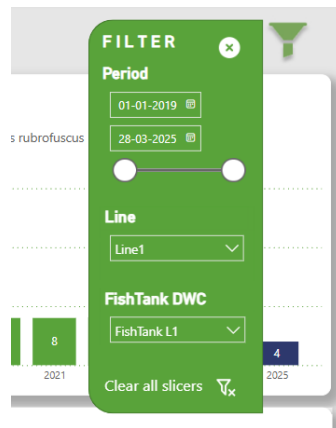 FILTER
Period
01-01-2019
s rubrofuscus
28-03-2025
Line
Line1
FishTank DWC
FishTank L1
8
4
2021
2025
Clear all slicers